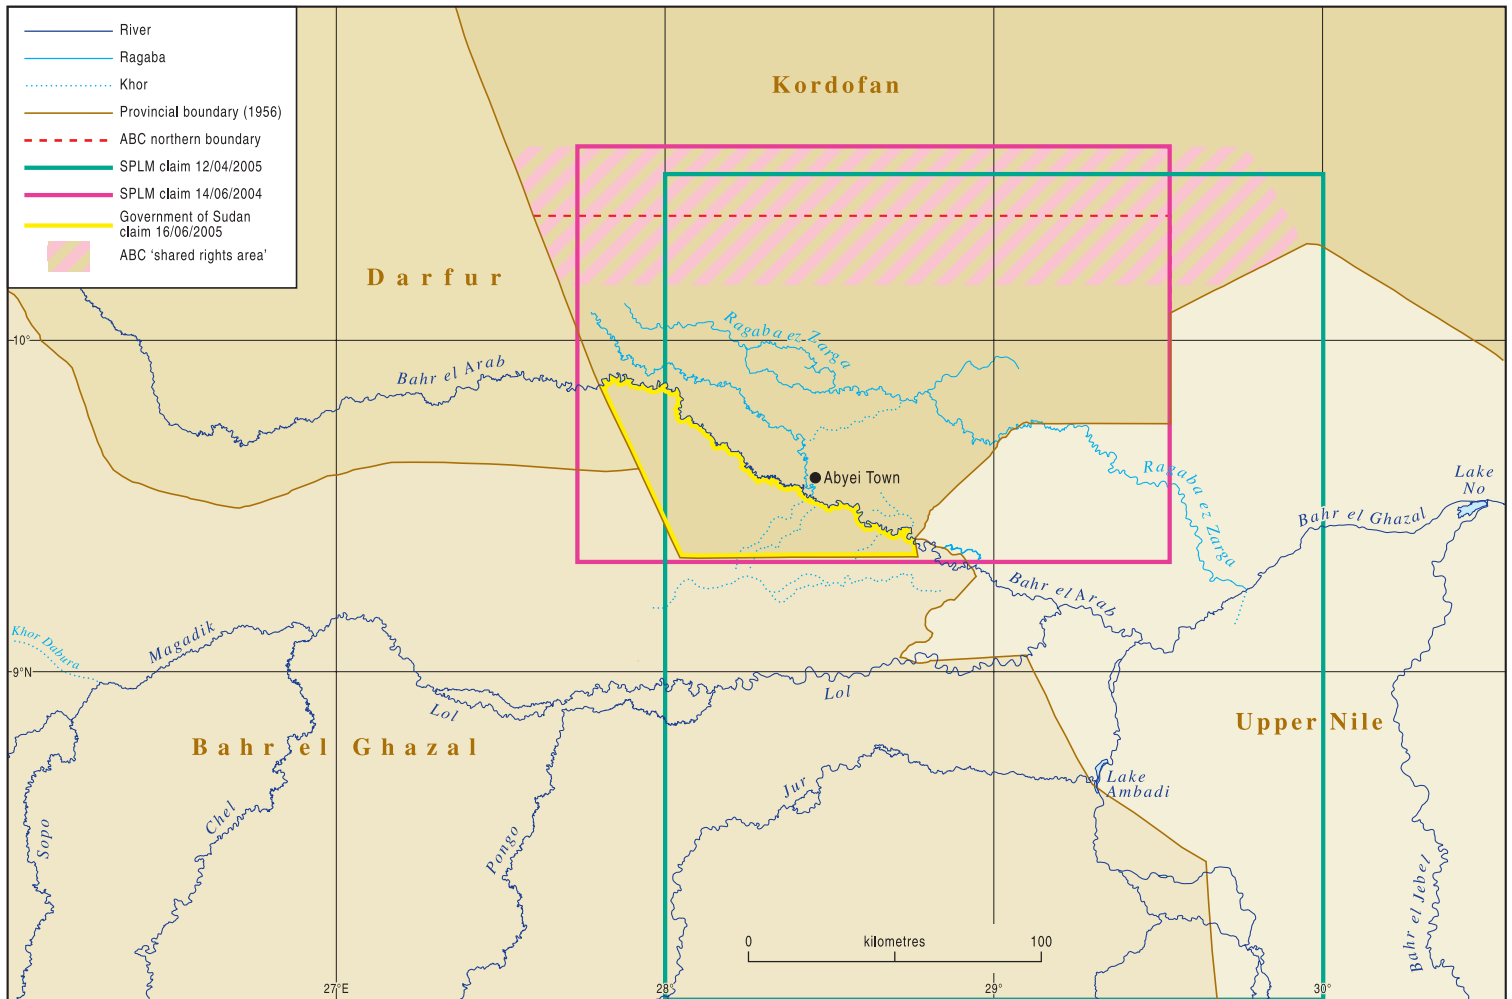 River
Ragaba
Khor
Provincial boundary (1956)
ABC northern boundary
SPLM claim 12/04/2005
SPLM claim 14/06/2004
Government of Sudan
claim 16/06/2005
ABC ‘shared rights area’
Kordofan
Darfur
Ragaba ez Zarga
10°
Bahr el Arab
Abyei Town
Ragaba ez Zarga
Lake
No
Bahr el Ghazal
Bahr el Arab
Khor Dabura
Magadik
9°N
Lol
Lol
Bahr el Ghazal
Upper Nile
Jur
Lake
Ambadi
Chel
Sopo
Pongo
Bahr el Jebel
0 kilometres 100
27°E
28°
29°
30°